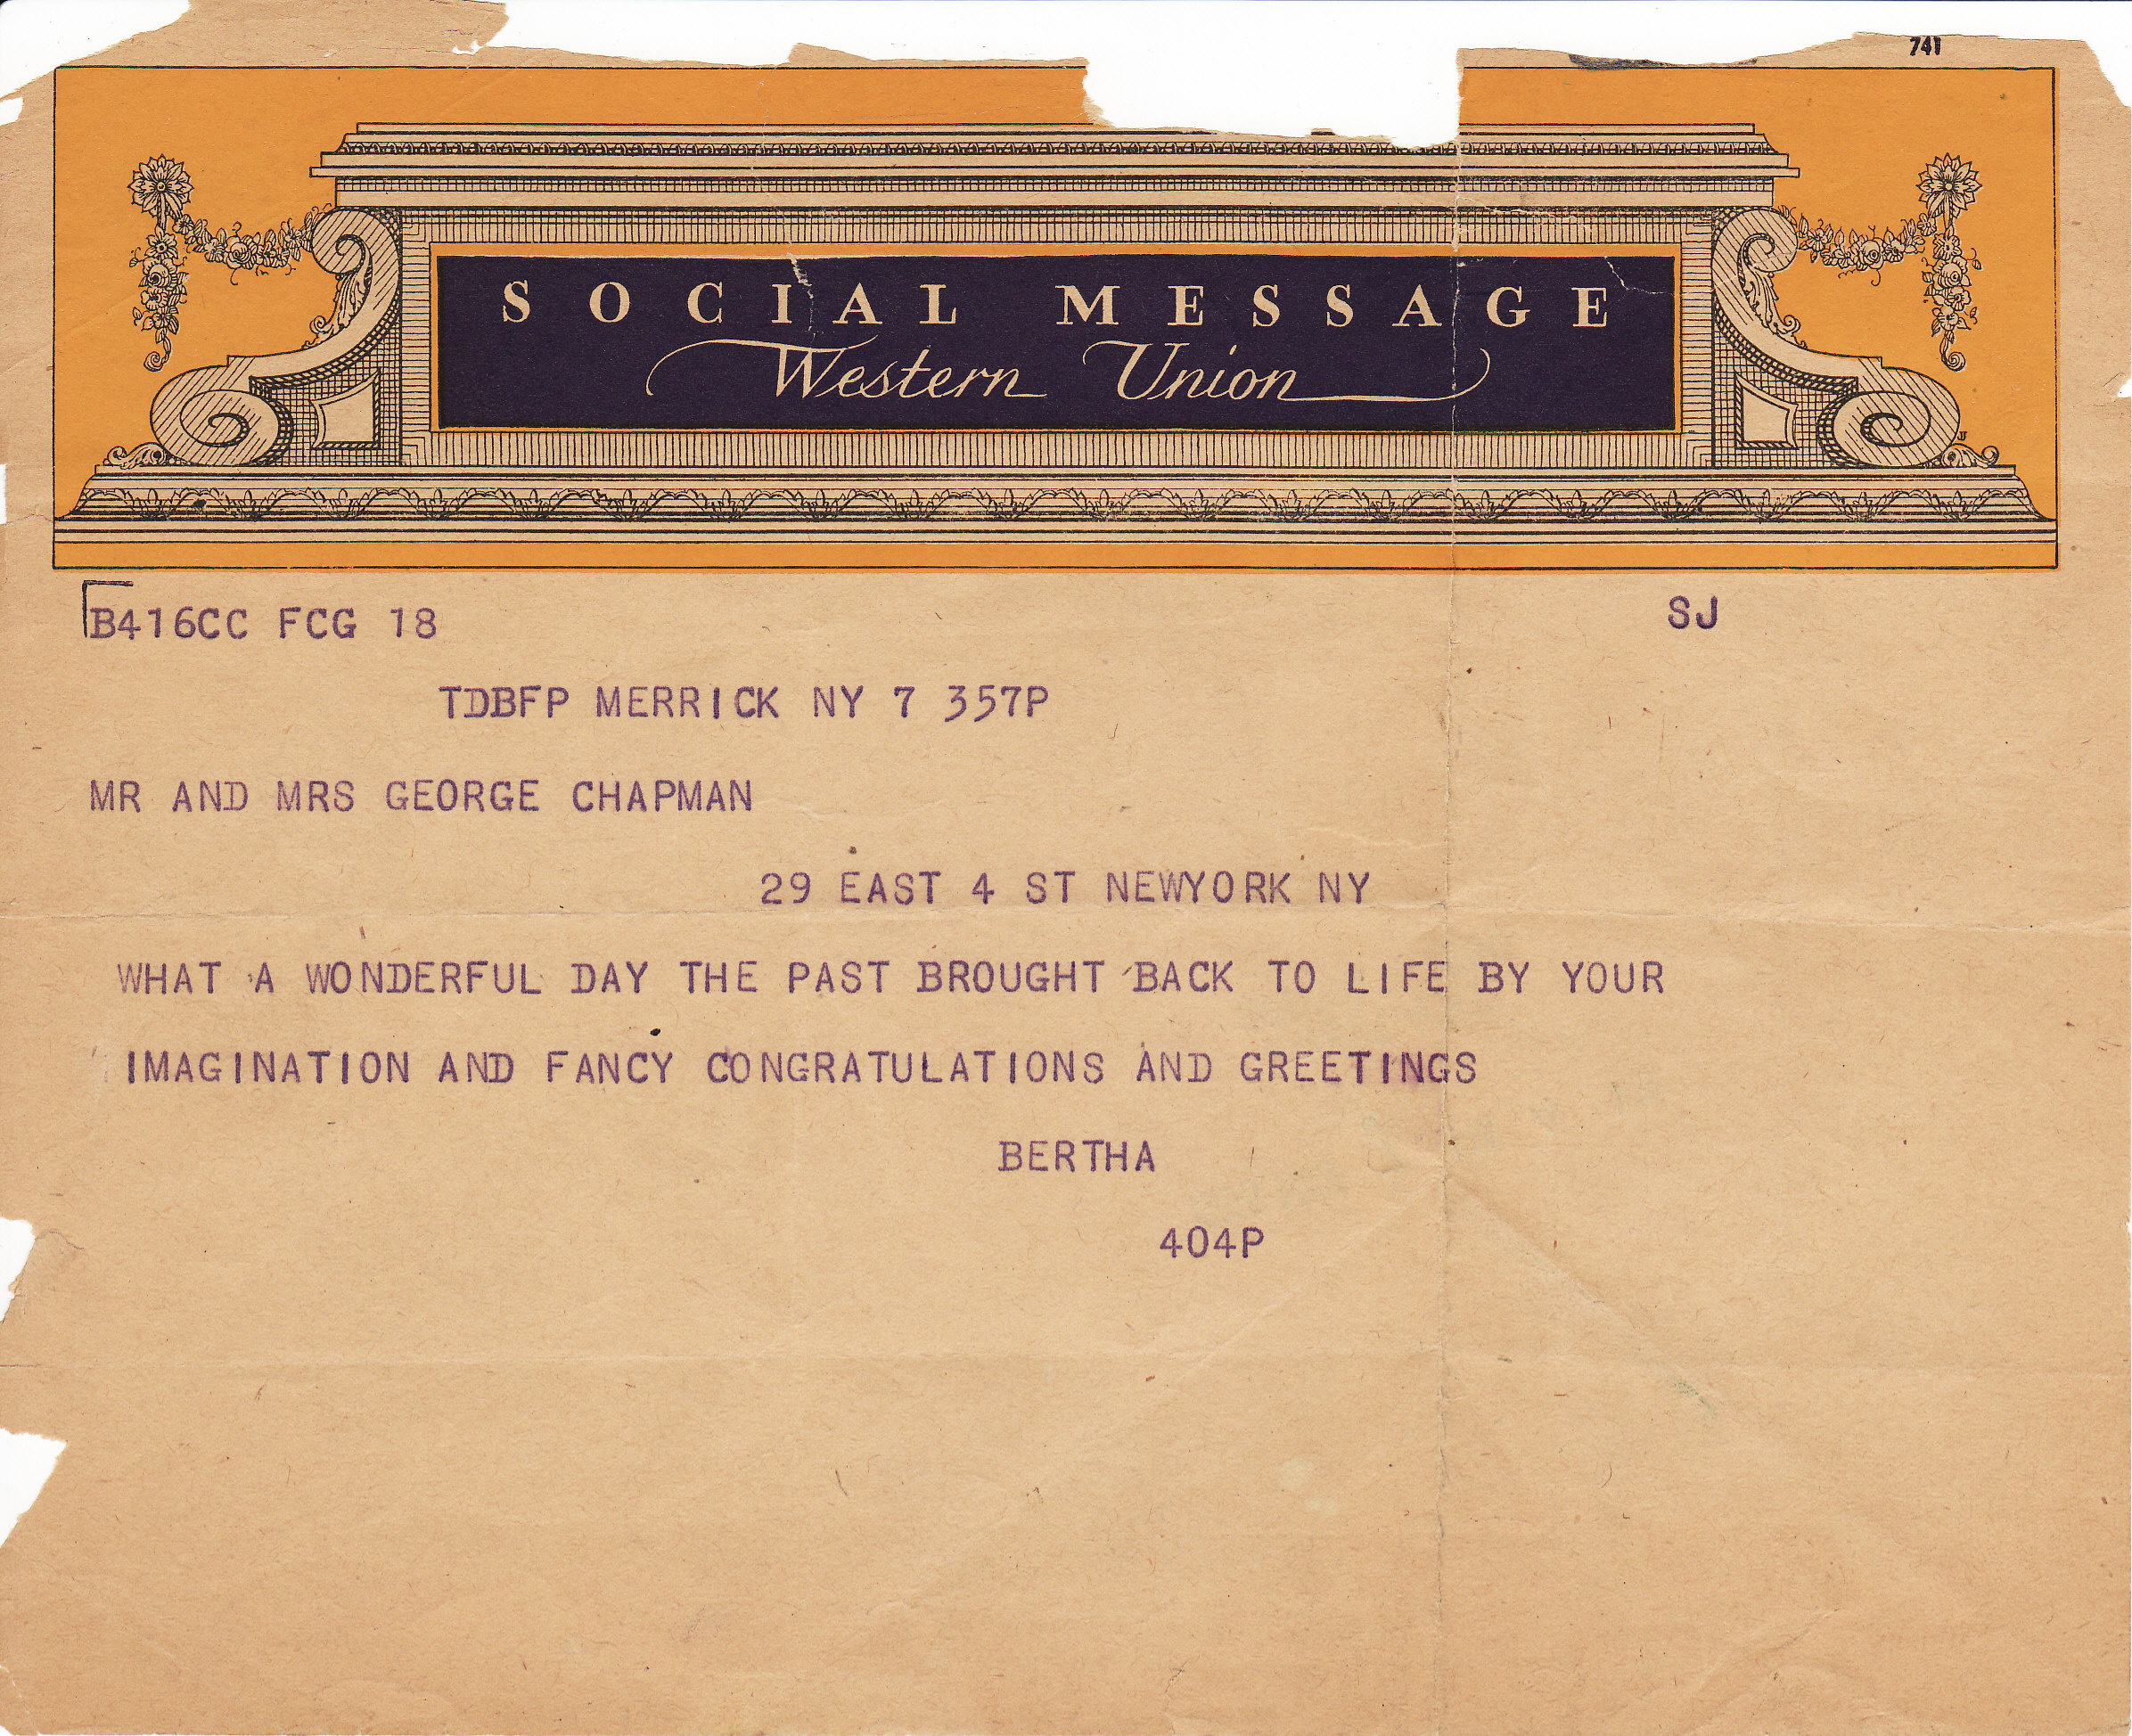 741
SOCIAL MESSAGE
Western Union
B416CC FCG 18 SJ
TDBFP MERRICK NY 7 357P
MR AND MRS GEORGE CHAPMAN
29 EAST 4 ST NEWYORK NY
WHAT A WONDERFUL DAY THE PAST BROUGHT BACK TO LIFE BY YOUR
IMAGINATION AND FANCY CONGRATULATIONS AND GREETINGS
BERTHA
404P